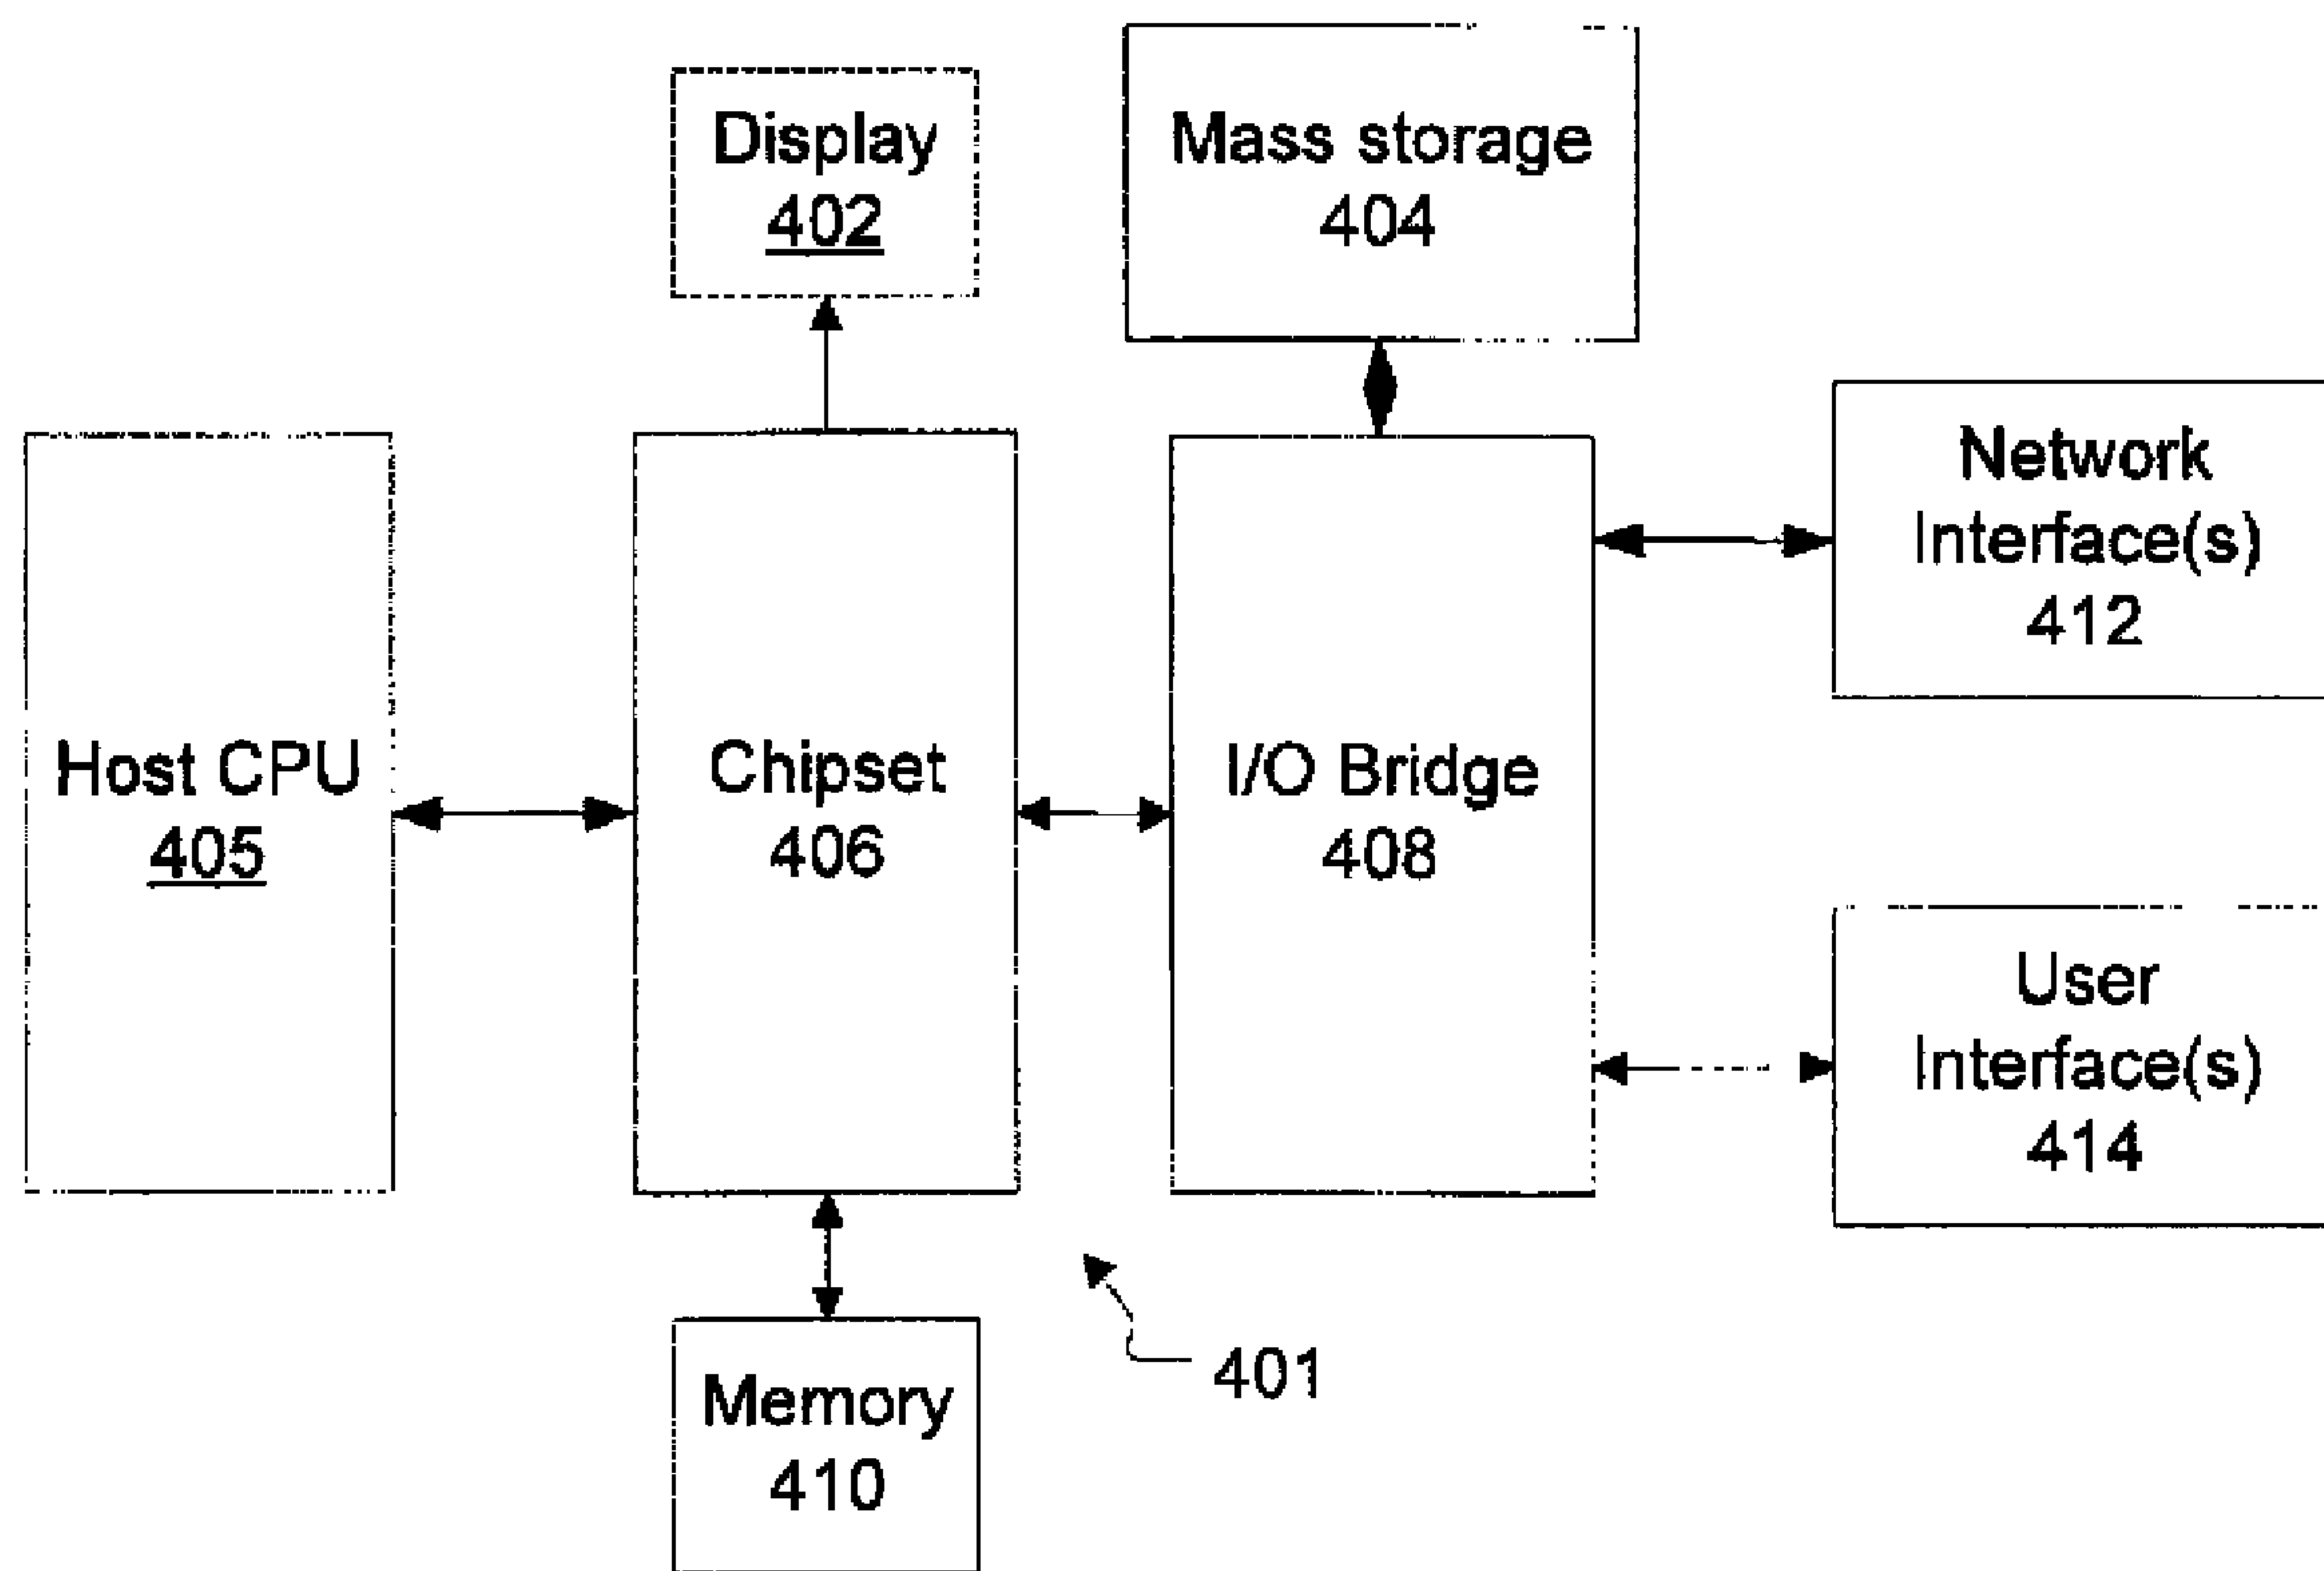 Display
402
Mass storage
404
Network
Interface(s)
412
Host CPU
405
Chipset
406
I/O Bridge
408
User
Interface(s)
414
401
Memory
410